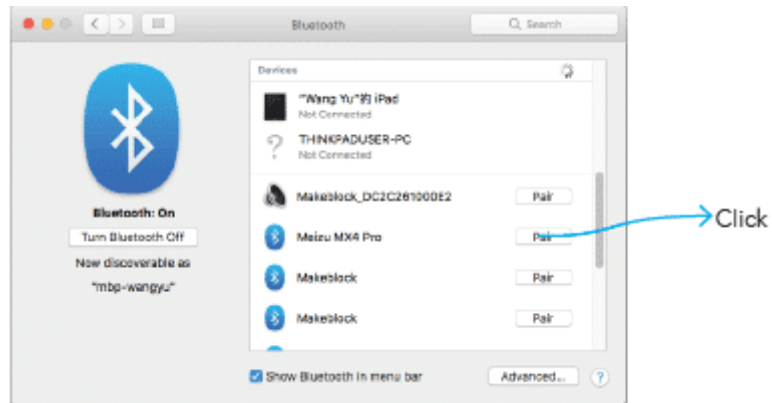 Bluetooth
Search
Devices
"Wang Yu"的 iPad
Not Connected
THINKPADUSER-PC
Not Connected
Makeblock_DC2C261000E2
Pair
Bluetooth: On
Turn Bluetooth Off
Now discoverable as
"mbp-wangyu"
Meizu MX4 Pro
Pair
Click
Makeblock
Pair
Makeblock
Pair
Show Bluetooth in menu bar
Advanced...
?